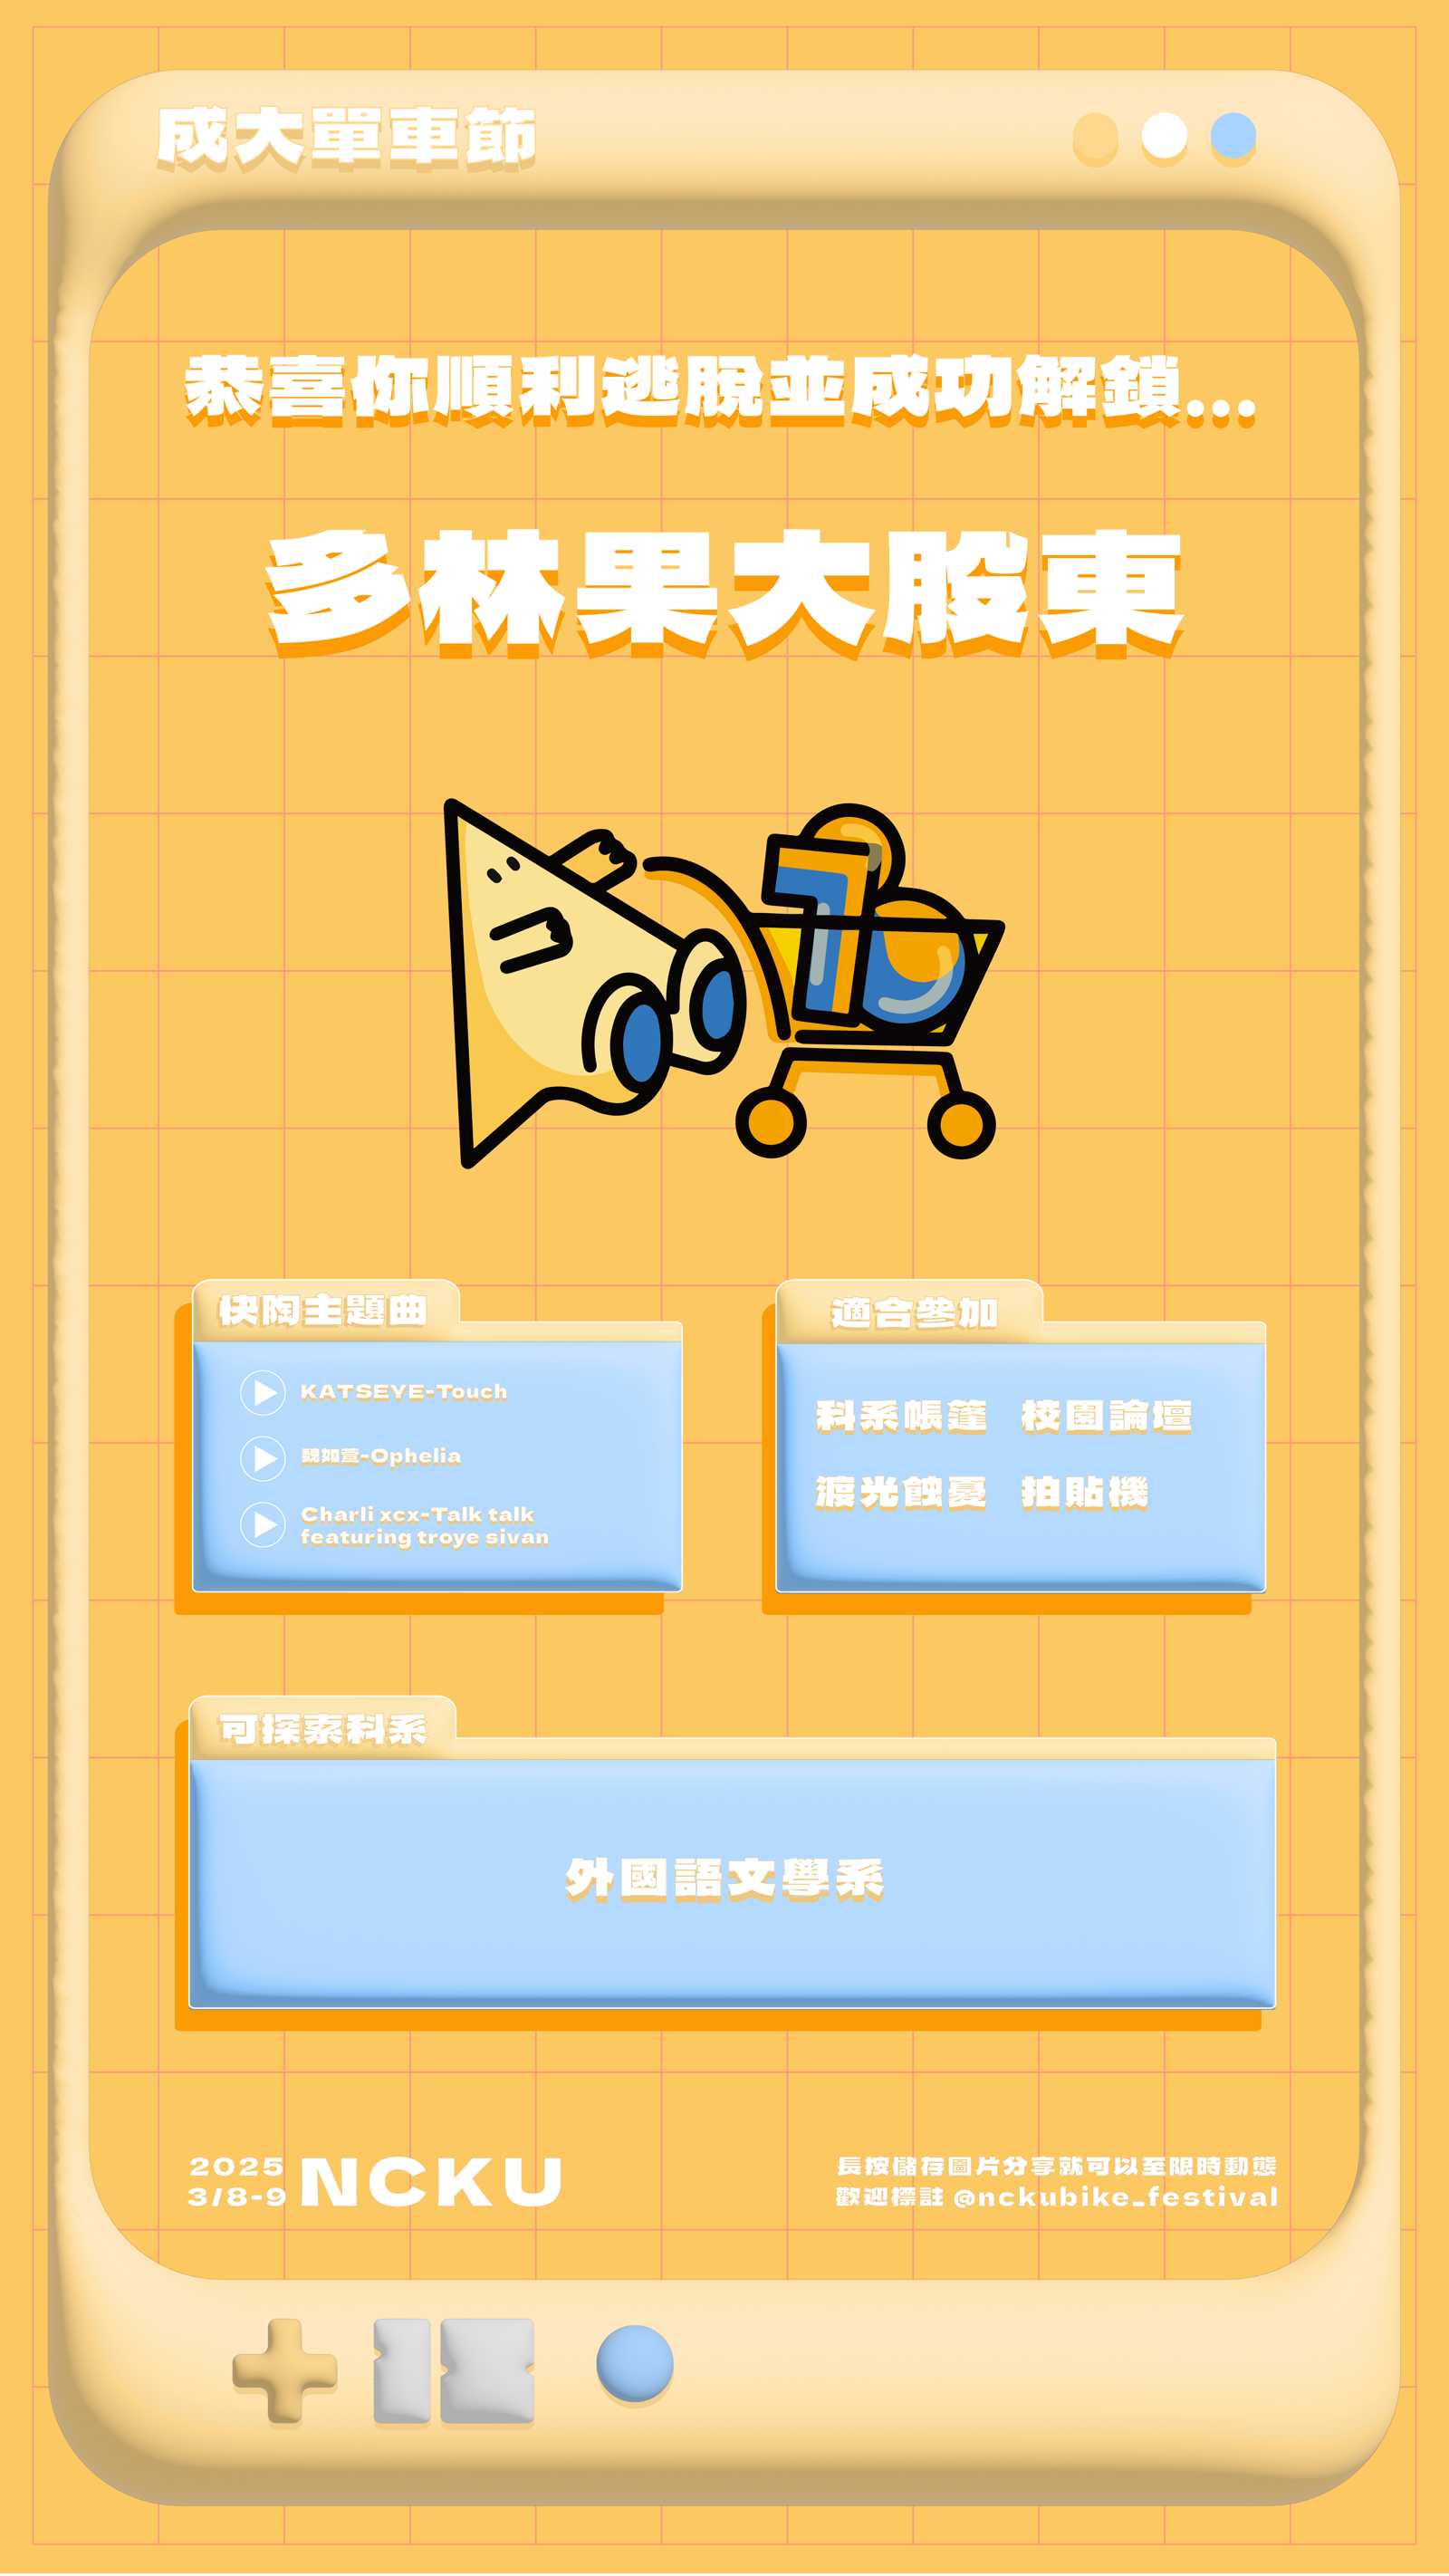 成大單車節
恭喜你順利逃脫並成功解鎖...
多林果大股東
快陶主題曲
KATSEYE-Touch
魏如萱-Ophelia
Charli xcx-Talk talk
featuring troye sivan
適合參加
科系帳篷 校園論壇
渡光蝕憂 拍貼機
可探索科系
外國語文學系
2025
3/8-9
NCKU
長按儲存圖片分享就可以至限時動態
歡迎標註 @nckubike_festival